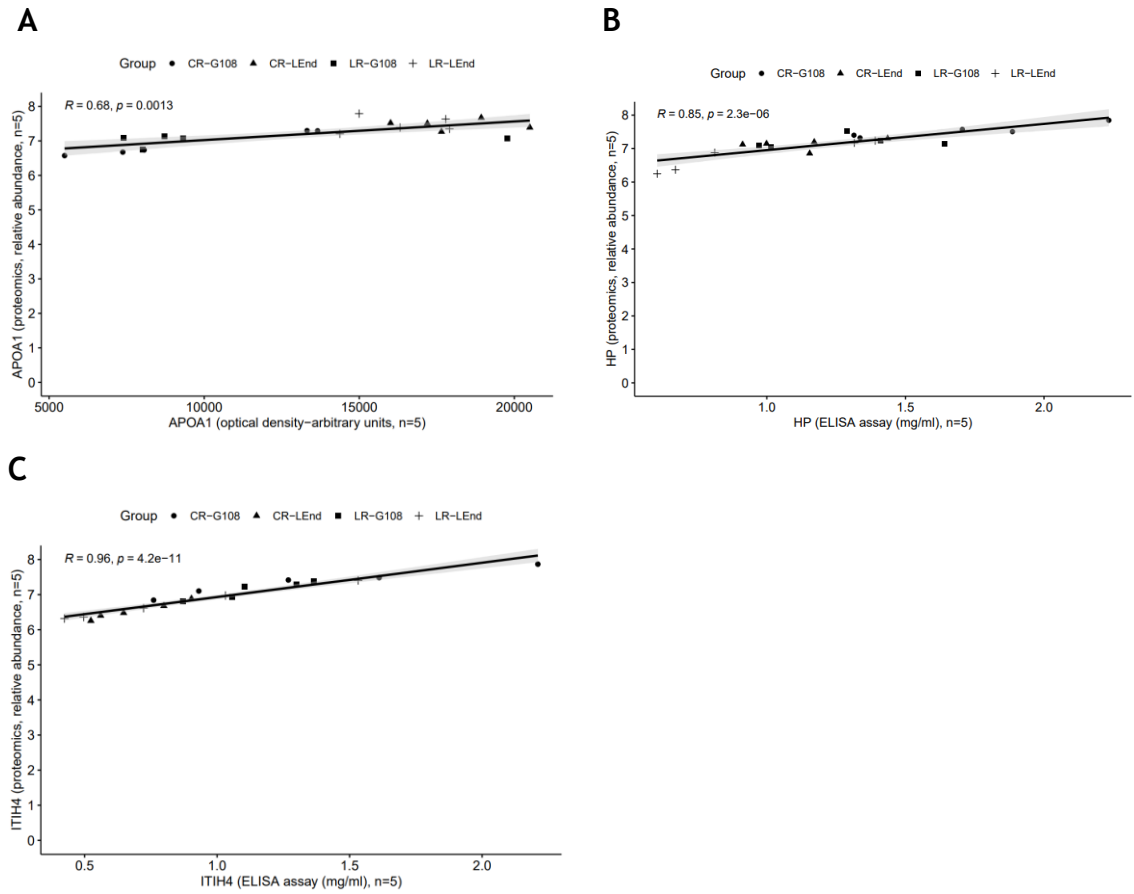 A
Group CR−G108 CR−LEnd LR−G108 LR−LEnd
R = 0.68, p = 0.0013
APOA1 (proteomics, relative abundance, n=5)
8
7
6
5
4
3
2
1
0
5000 10000 15000 20000
APOA1 (optical density−arbitrary units, n=5)
B
Group CR−G108 CR−LEnd LR−G108 LR−LEnd
R = 0.85, p = 2.3e−06
HP (proteomics, relative abundance, n=5)
8
7
6
5
4
3
2
1
0
1.0 1.5 2.0
HP (ELISA assay (mg/ml), n=5)
C
Group CR−G108 CR−LEnd LR−G108 LR−LEnd
R = 0.96, p = 4.2e−11
ITIH4 (proteomics, relative abundance, n=5)
8
7
6
5
4
3
2
1
0
0.5 1.0 1.5 2.0
ITIH4 (ELISA assay (mg/ml), n=5)